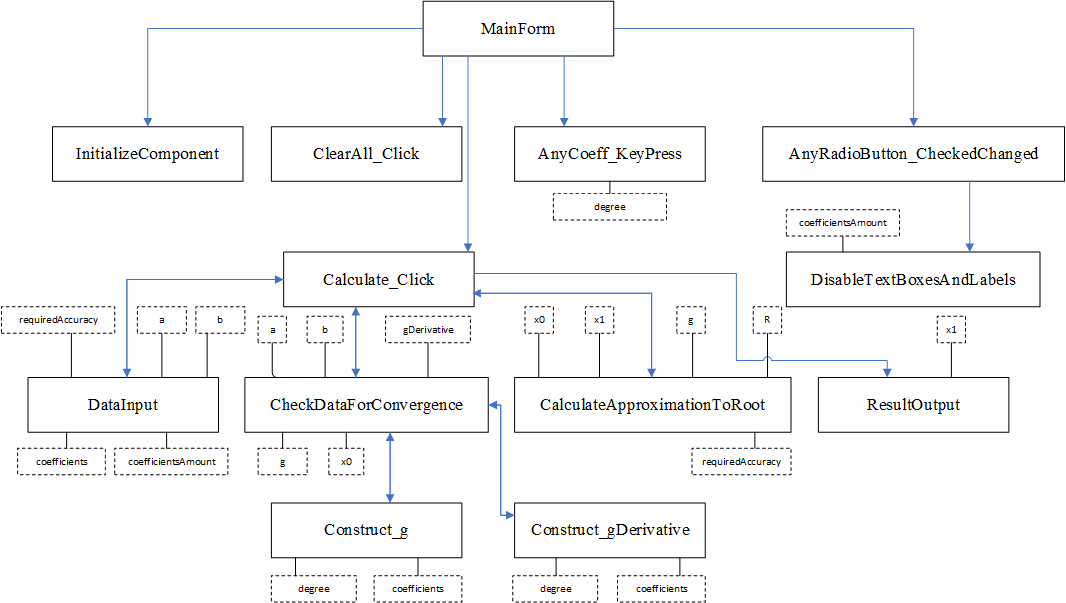 MainForm
InitializeComponent
ClearAll_Click
AnyCoeff_KeyPress
AnyRadioButton_CheckedChanged
degree
coefficientsAmount
Calculate_Click
DisableTextBoxesAndLabels
requiredAccuracy
a
b
a
b
gDerivative
x0
x1
g
R
x1
DataInput
CheckDataForConvergence
CalculateApproximationToRoot
ResultOutput
coefficients
coefficientsAmount
g
x0
requiredAccuracy
Construct_g
Construct_gDerivative
degree
coefficients
degree
coefficients